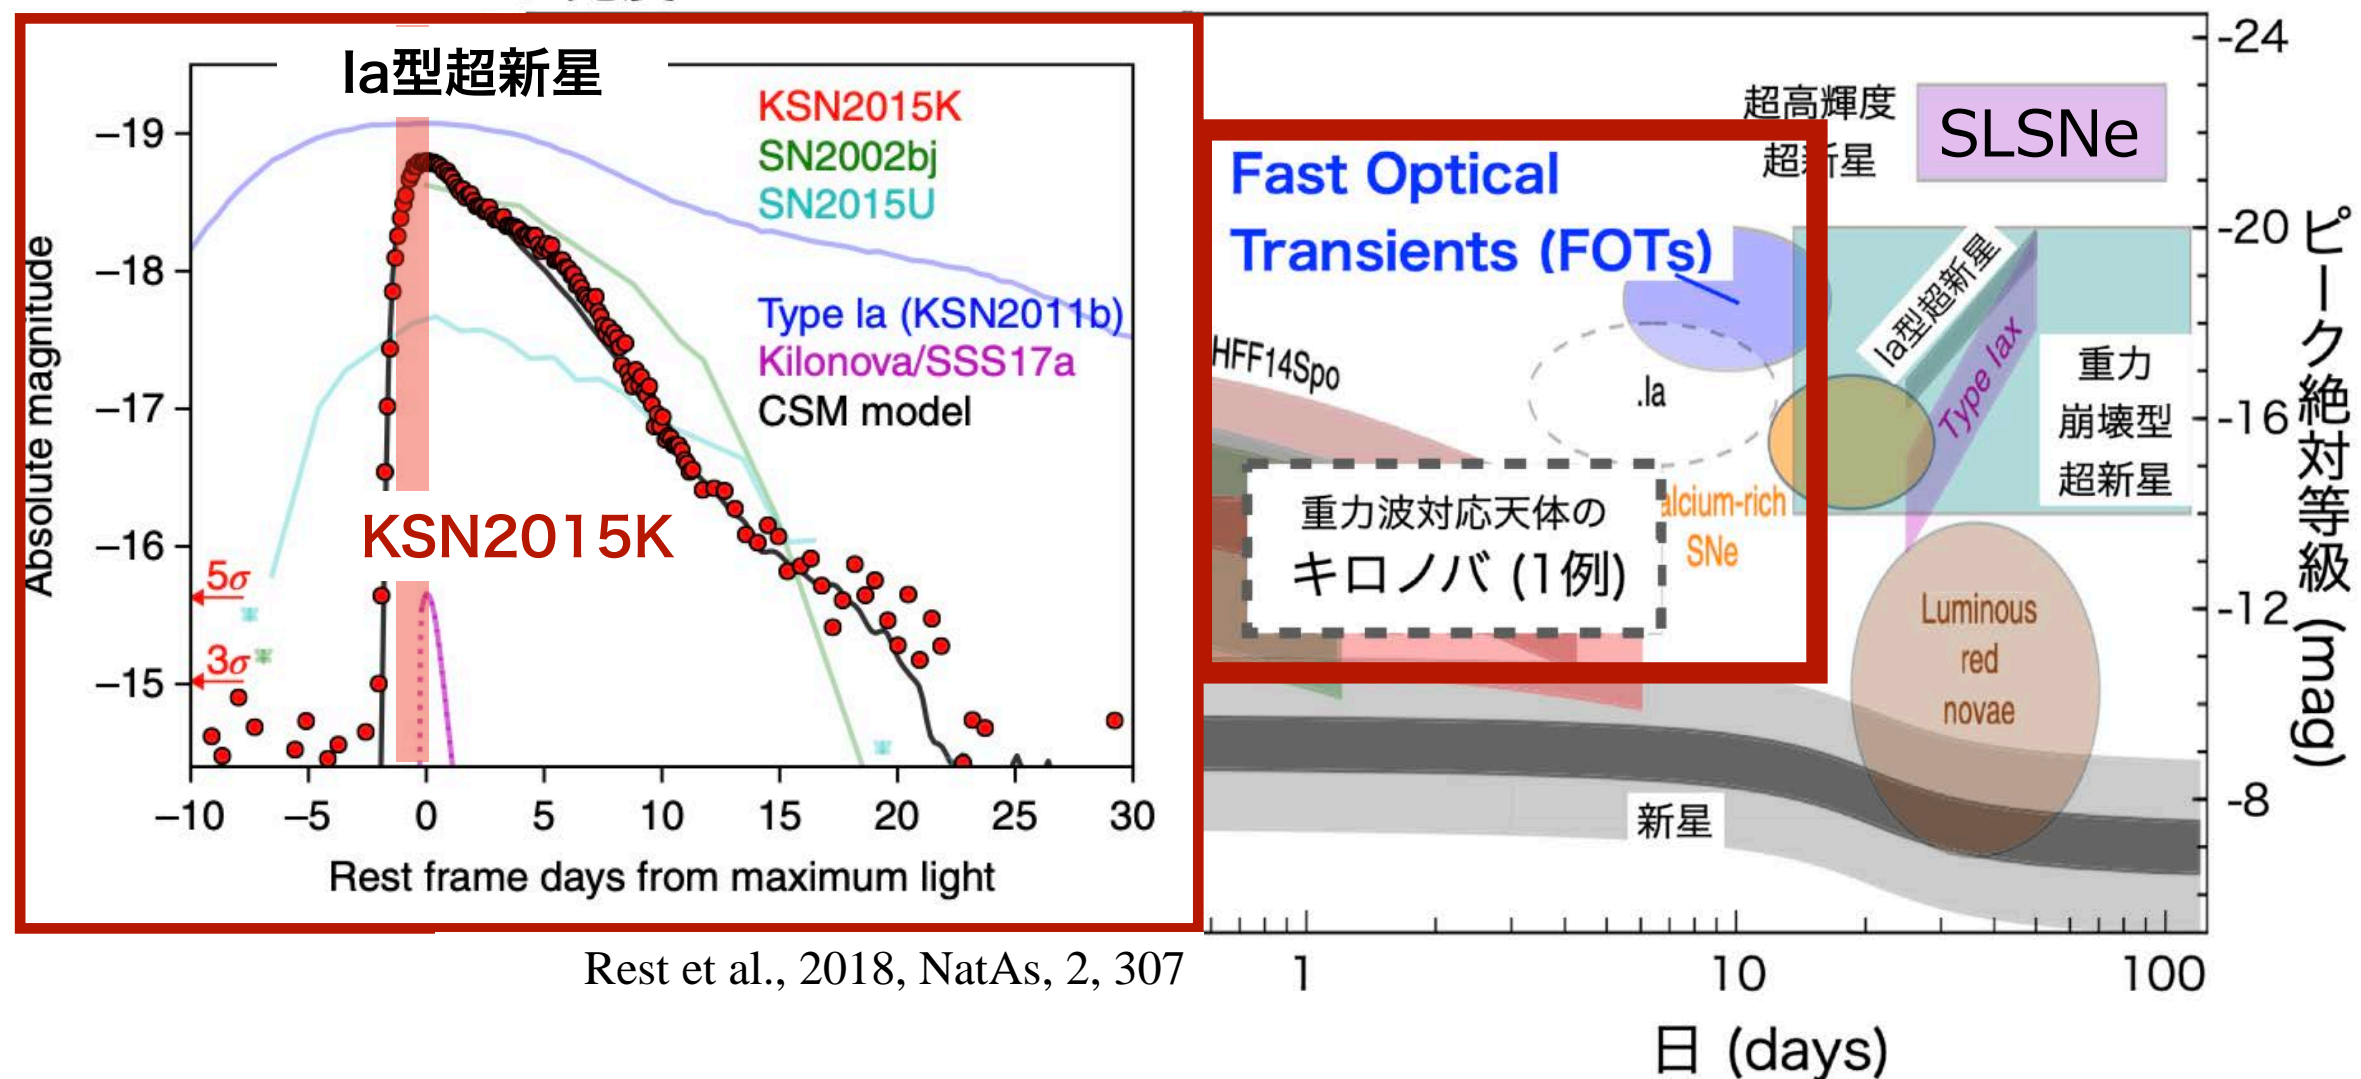 Ia型超新星
KSN2015K
SN2002bj
SN2015U
Type Ia (KSN2011b)
Kilonova/SSS17a
CSM model
KSN2015K
5σ
3σ
Absolute magnitude
−19
−18
−17
−16
−15
−10
−5
0
5
10
15
20
25
30
Rest frame days from maximum light
Rest et al., 2018, NatAs, 2, 307
Fast Optical
Transients (FOTs)
超高輝度
超新星
SLSNe
HFF14Spo
.Ia
Ia型超新星
Type Iax
重力
崩壊型
超新星
重力波対応天体の
キロノバ (1例)
alcium-rich
SNe
Luminous
red
novae
新星
-24
-20
-16
-12
-8
ピーク絶対等級 (mag)
1
10
100
日 (days)